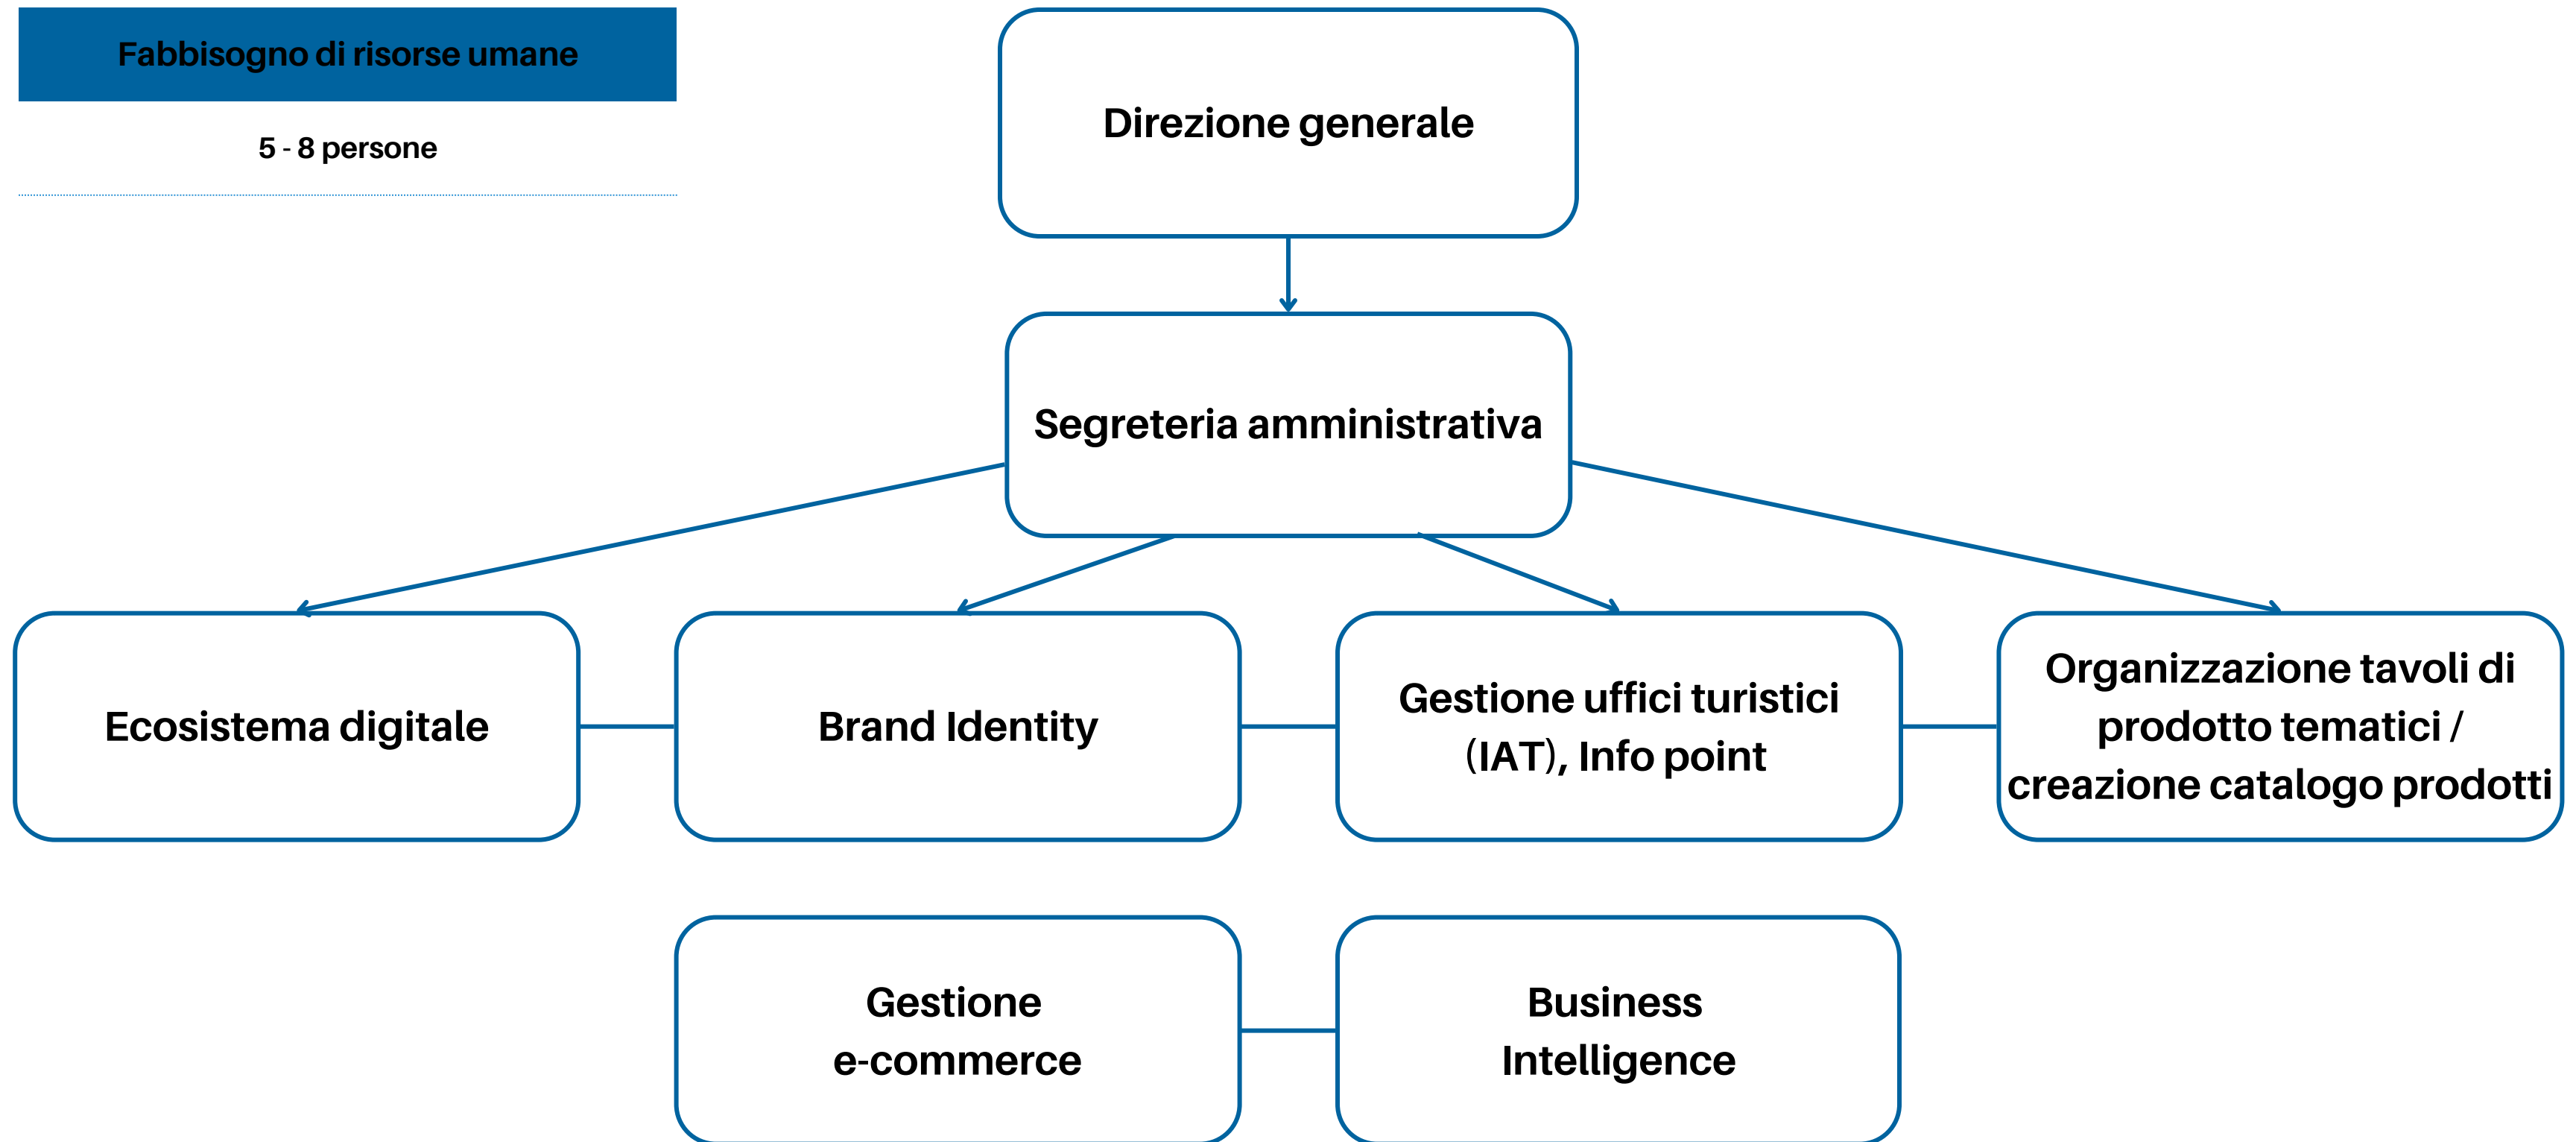 Fabbisogno di risorse umane
5 - 8 persone
Direzione generale
Segreteria amministrativa
Ecosistema digitale
Brand Identity
Gestione uffici turistici
(IAT), Info point
Organizzazione tavoli di
prodotto tematici /
creazione catalogo prodotti
Gestione
e-commerce
Business
Intelligence